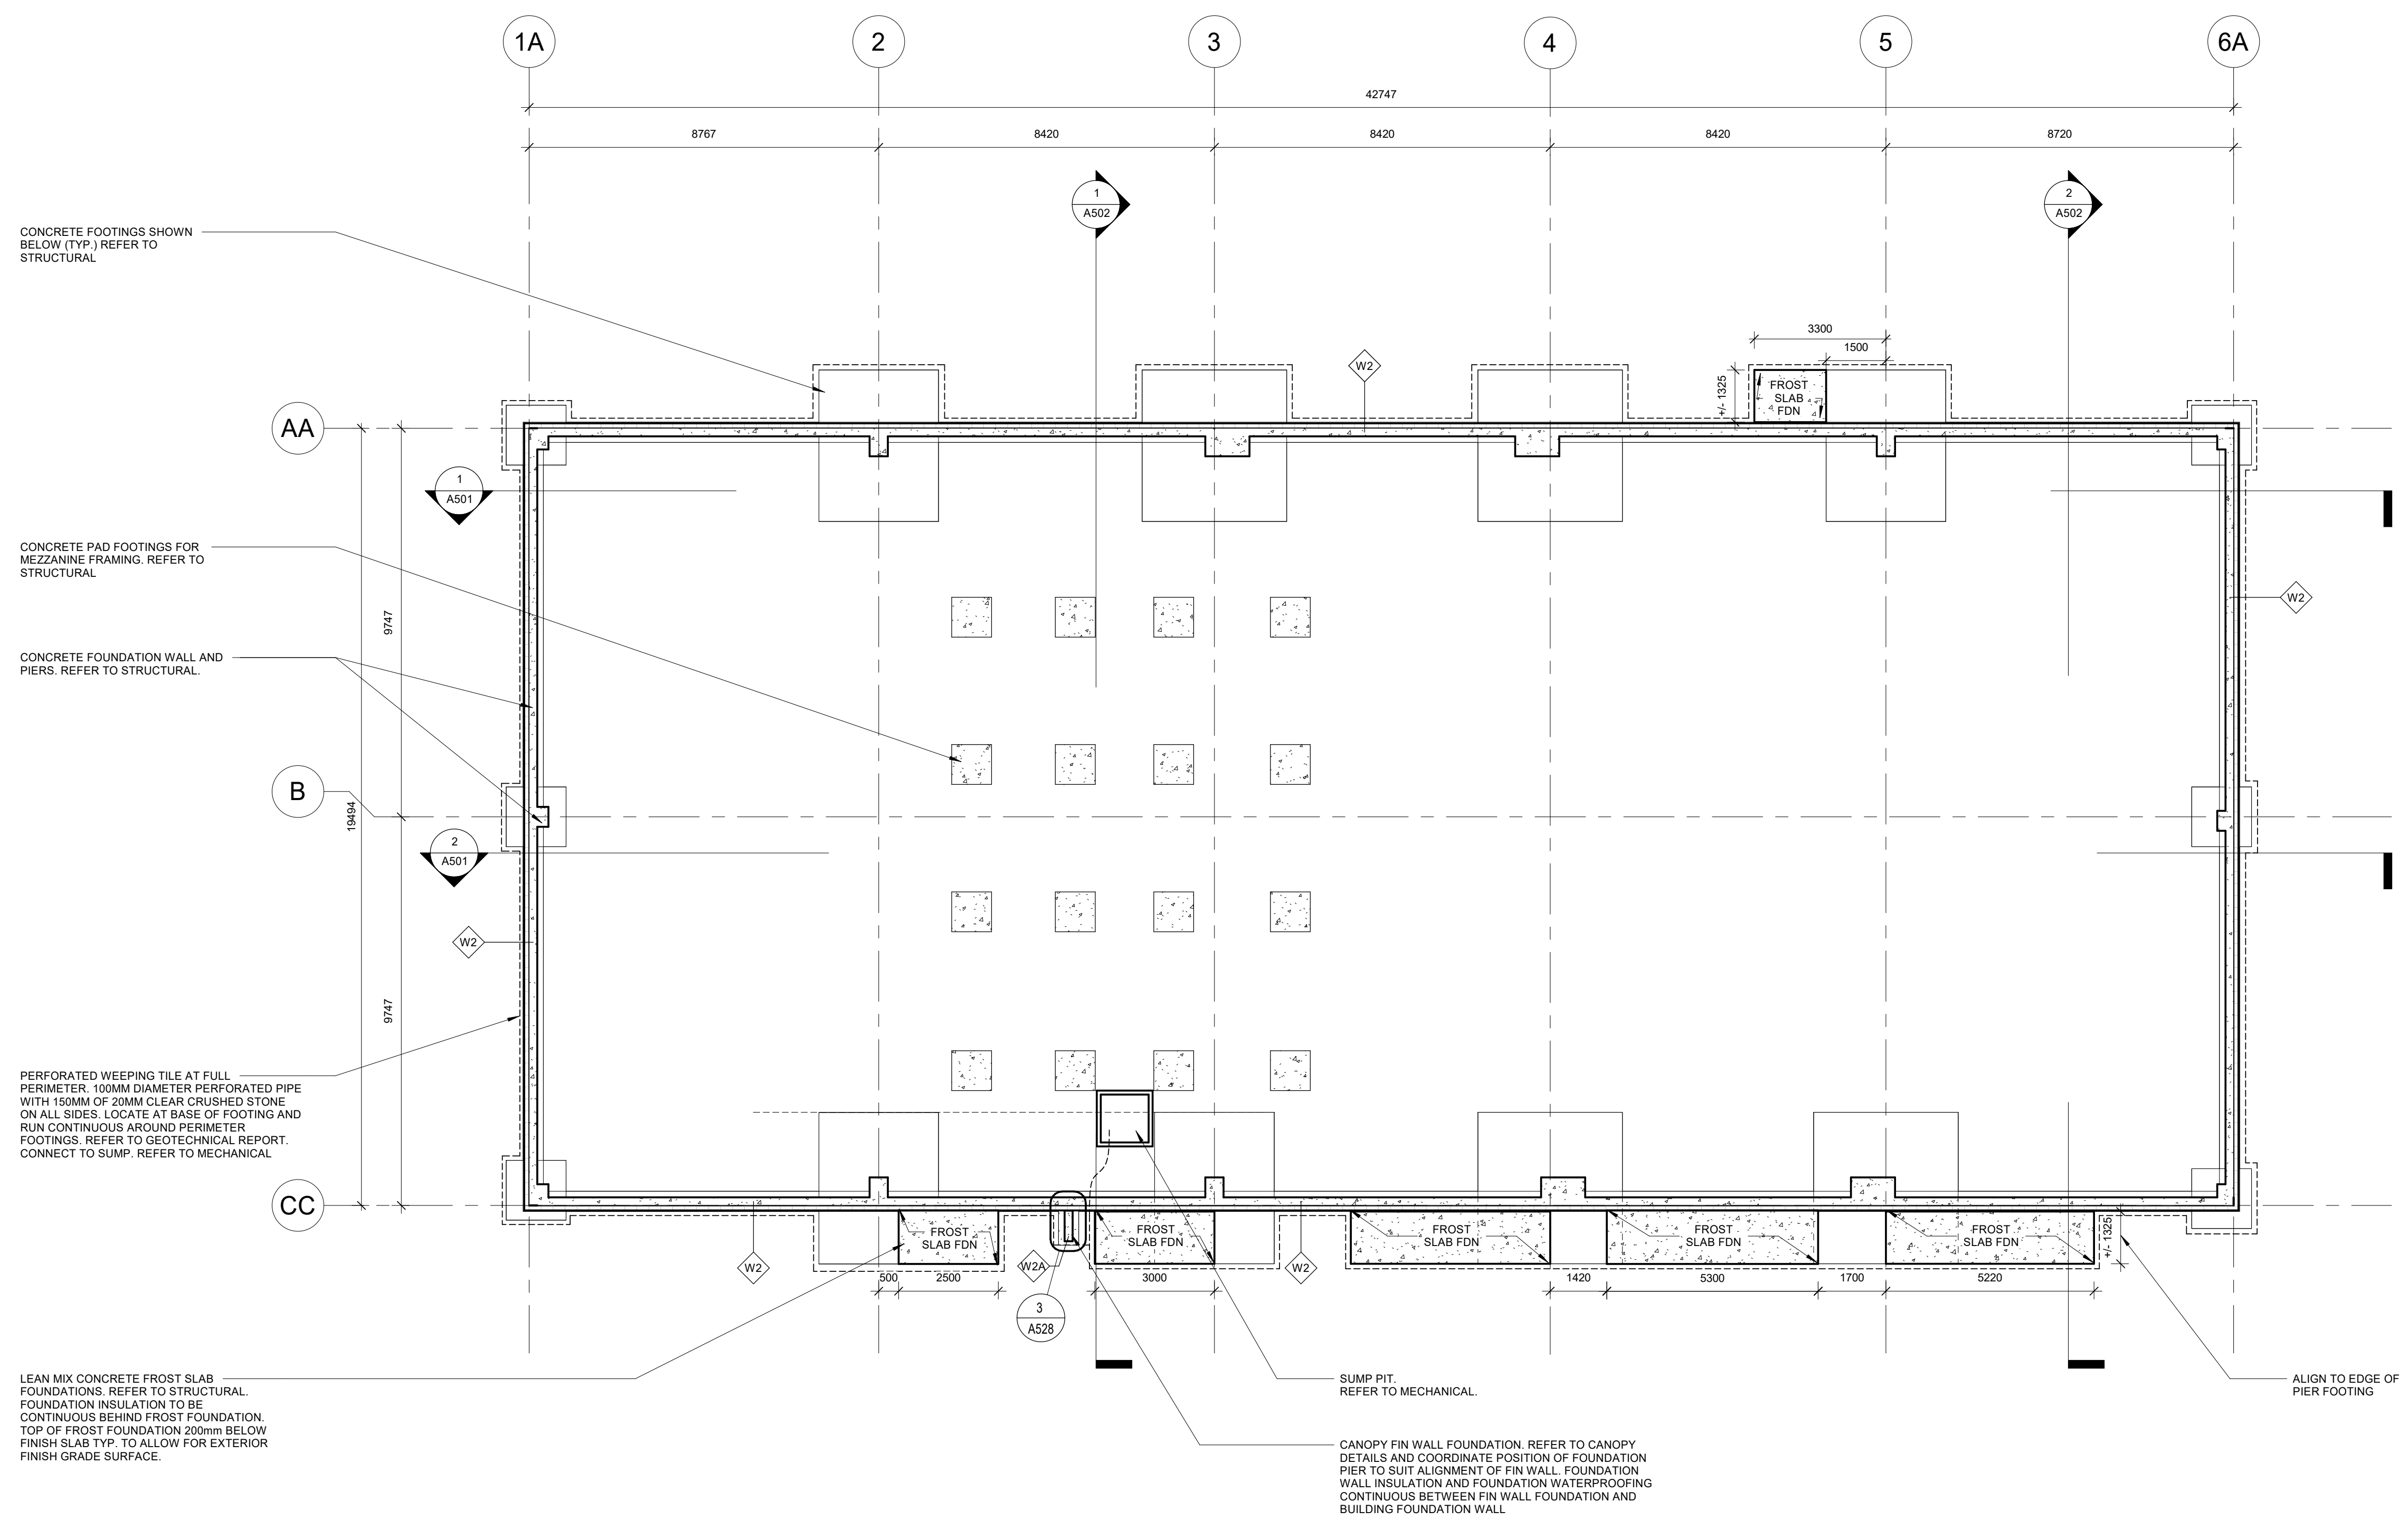 1A
2
3
4
5
6A
42747
8767
8420
8420
8420
8720
1
A502
2
A502
CONCRETE FOOTINGS SHOWN
BELOW (TYP.) REFER TO
STRUCTURAL
3300
1500
W2
+/- 1325
FROST
SLAB
FDN
AA
1
A501
CONCRETE PAD FOOTINGS FOR
MEZZANINE FRAMING. REFER TO
STRUCTURAL
9747
W2
CONCRETE FOUNDATION WALL AND
PIERS. REFER TO STRUCTURAL.
B
19494
2
A501
W2
9747
PERFORATED WEEPING TILE AT FULL
PERIMETER. 100MM DIAMETER PERFORATED PIPE
WITH 150MM OF 20MM CLEAR CRUSHED STONE
ON ALL SIDES. LOCATE AT BASE OF FOOTING AND
RUN CONTINUOUS AROUND PERIMETER
FOOTINGS. REFER TO GEOTECHNICAL REPORT.
CONNECT TO SUMP. REFER TO MECHANICAL
CC
FROST
SLAB FDN
FROST
SLAB FDN
FROST
SLAB FDN
FROST
SLAB FDN
FROST
SLAB FDN
+/- 1325
W2
W2A
W2
500
2500
3000
1420
5300
1700
5220
3
A528
LEAN MIX CONCRETE FROST SLAB
FOUNDATIONS. REFER TO STRUCTURAL.
FOUNDATION INSULATION TO BE
CONTINUOUS BEHIND FROST FOUNDATION.
TOP OF FROST FOUNDATION 200mm BELOW
FINISH SLAB TYP. TO ALLOW FOR EXTERIOR
FINISH GRADE SURFACE.
SUMP PIT.
REFER TO MECHANICAL.
ALIGN TO EDGE OF
PIER FOOTING
CANOPY FIN WALL FOUNDATION. REFER TO CANOPY
DETAILS AND COORDINATE POSITION OF FOUNDATION
PIER TO SUIT ALIGNMENT OF FIN WALL. FOUNDATION
WALL INSULATION AND FOUNDATION WATERPROOFING
CONTINUOUS BETWEEN FIN WALL FOUNDATION AND
BUILDING FOUNDATION WALL